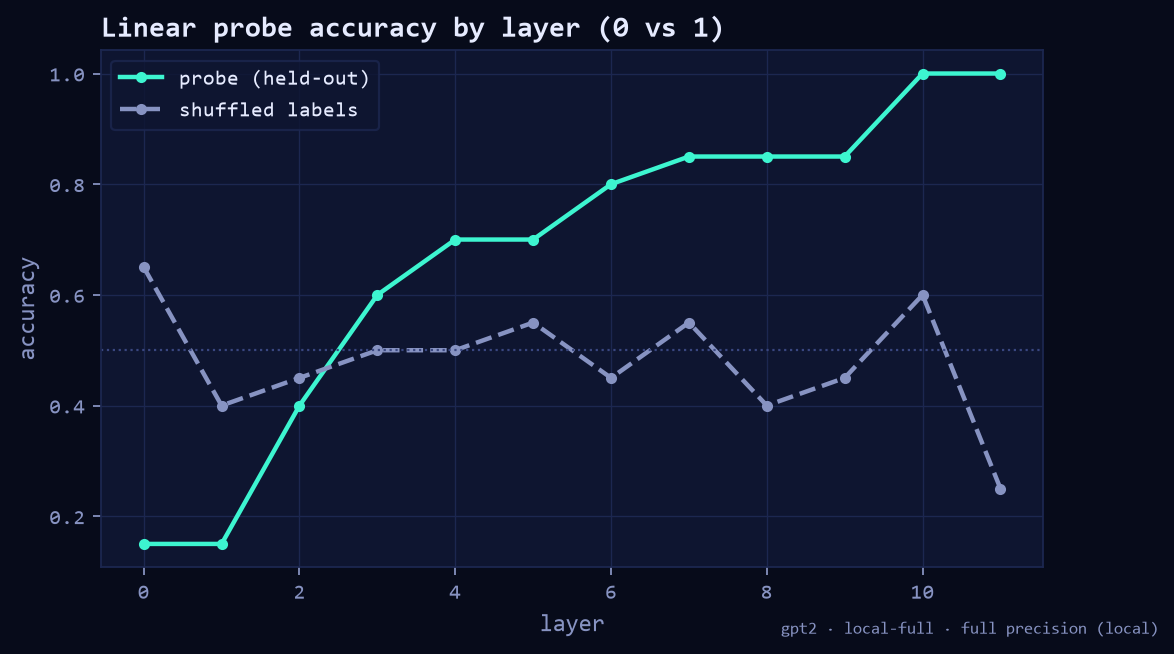 Linear probe accuracy by layer (0 vs 1)
probe (held-out)
shuffled labels
accuracy
1.0
0.8
0.6
0.4
0.2
0 2 4 6 8 10
layer
gpt2 · local-full · full precision (local)